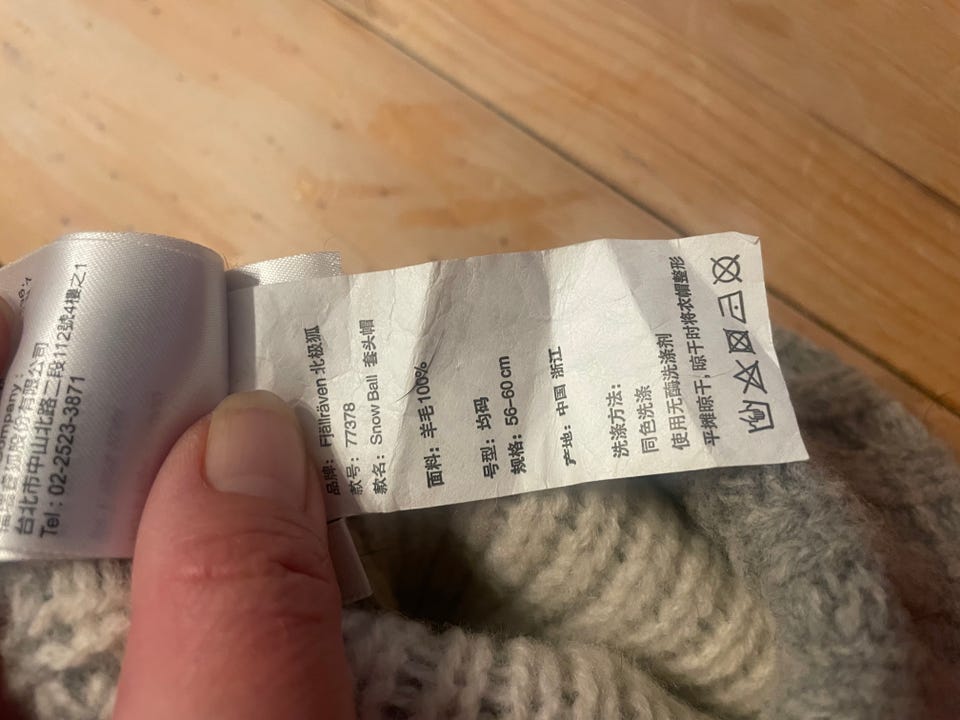 公司
台北市中山北路二段112號4樓之1
Tel : 02-2523-3871
品牌: Fjällräven 北极狐
款号: 77378
款名: Snow Ball 套头帽
面料: 羊毛100%
号型: 均码
规格: 56-60cm
产地: 中国 浙江
洗涤方法:
同色洗涤
使用无酶洗涤剂
平摊晾干, 晾干时将衣帽整形